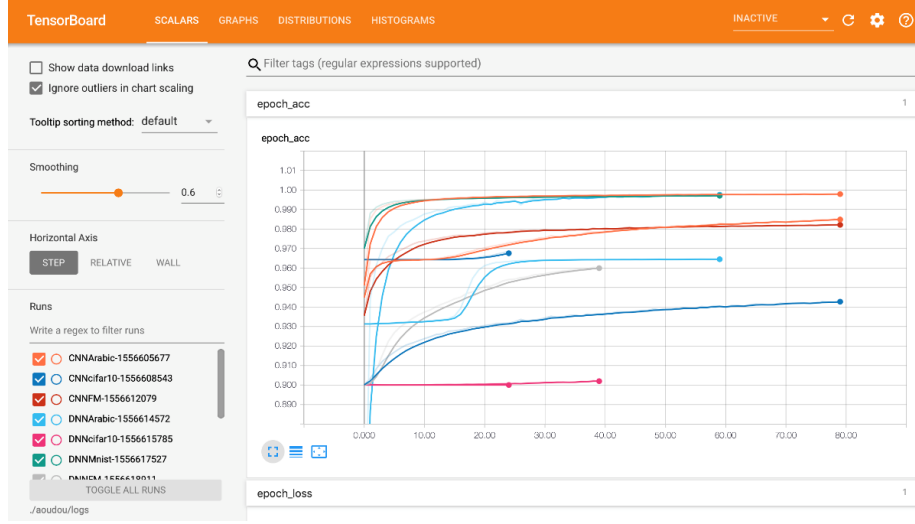 TensorBoard SCALARS GRAPHS DISTRIBUTIONS HISTOGRAMS INACTIVE
Show data download links
Ignore outliers in chart scaling
Tooltip sorting method: default
Smoothing
0.6
Horizontal Axis
STEP RELATIVE WALL
Runs
Write a regex to filter runs
CNNArabic-1556605677
CNNcifar10-1556608543
CNNFM-1556612079
DNNArabic-1556614572
DNNcifar10-1556615785
DNNMnist-1556617527
DNNFM-1556618911
TOGGLE ALL RUNS
./aoudou/logs
Filter tags (regular expressions supported)
epoch_acc 1
epoch_acc
1.01
1.00
0.990
0.980
0.970
0.960
0.950
0.940
0.930
0.920
0.910
0.900
0.890
0.000 10.00 20.00 30.00 40.00 50.00 60.00 70.00 80.00
epoch_loss 1